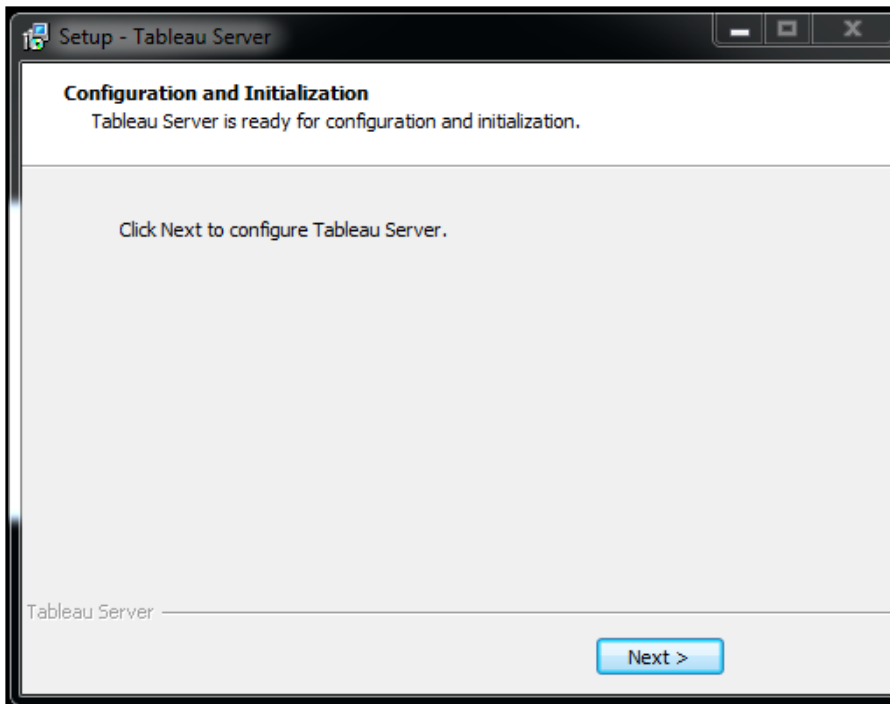 Setup - Tableau Server
Configuration and Initialization
Tableau Server is ready for configuration and initialization.
Click Next to configure Tableau Server.
Tableau Server
Next >